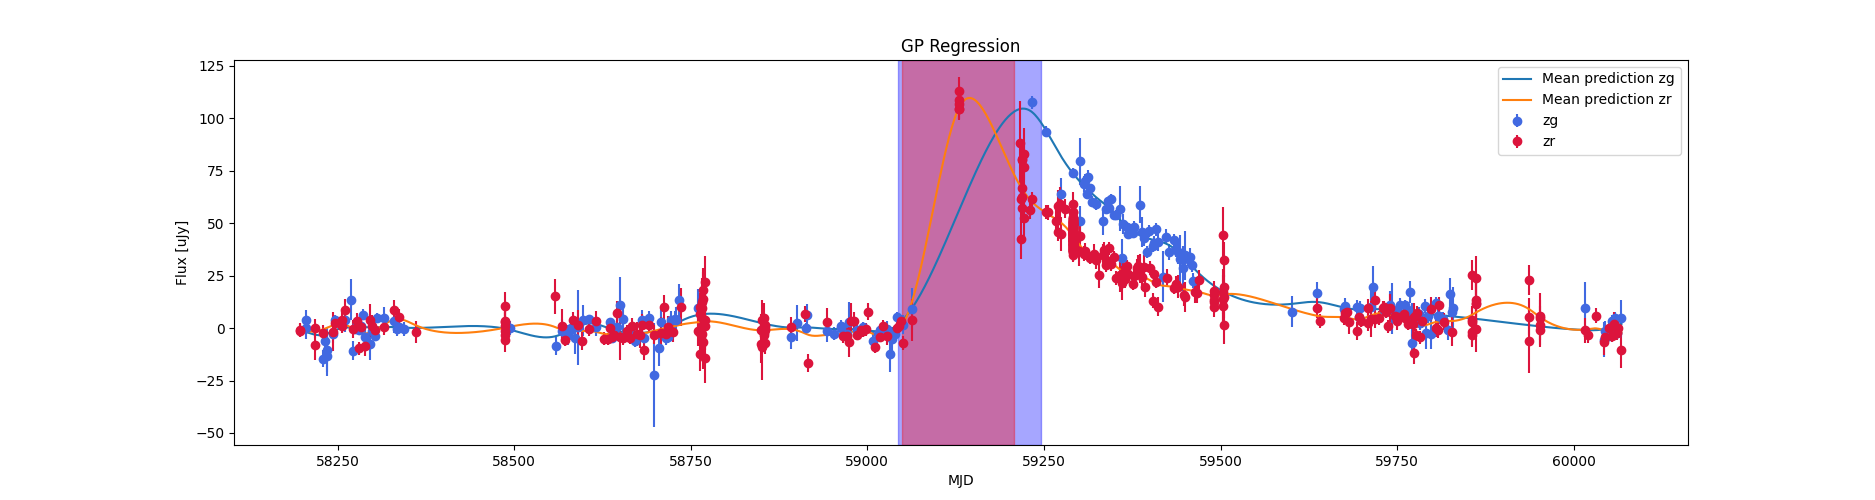 GP Regression
125
100
75
50
25
0
−25
−50
Flux [uJy]
58250 58500 58750 59000 59250 59500 59750 60000
MJD
Mean prediction zg
Mean prediction zr
zg
zr